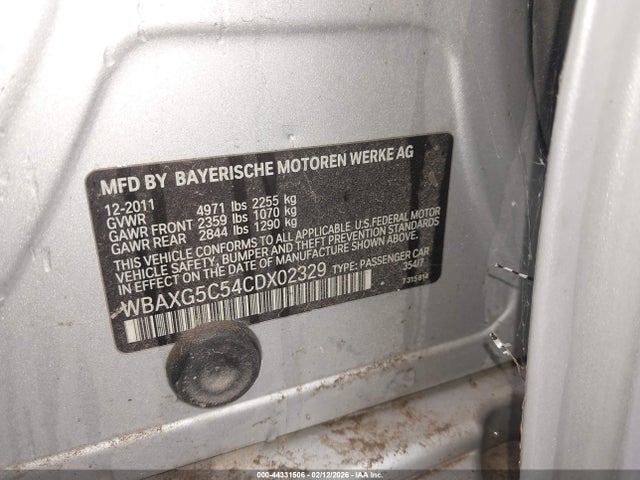 MFD BY BAYERISCHE MOTOREN WERKE AG
12-2011
GVWR 4971 lbs 2255 kg
GAWR FRONT 2359 lbs 1070 kg
GAWR REAR 2844 lbs 1290 kg
THIS VEHICLE CONFORMS TO ALL APPLICABLE U.S.FEDERAL MOTOR
VEHICLE SAFETY, BUMPER AND THEFT PREVENTION STANDARDS
IN EFFECT ON THE DATE OF MANUFACTURE SHOWN ABOVE.
WBAXG5C54CDX02329 TYPE: PASSENGER CAR
354/7
7315814
000-44331506 - 02/12/2026 - IAA Inc.